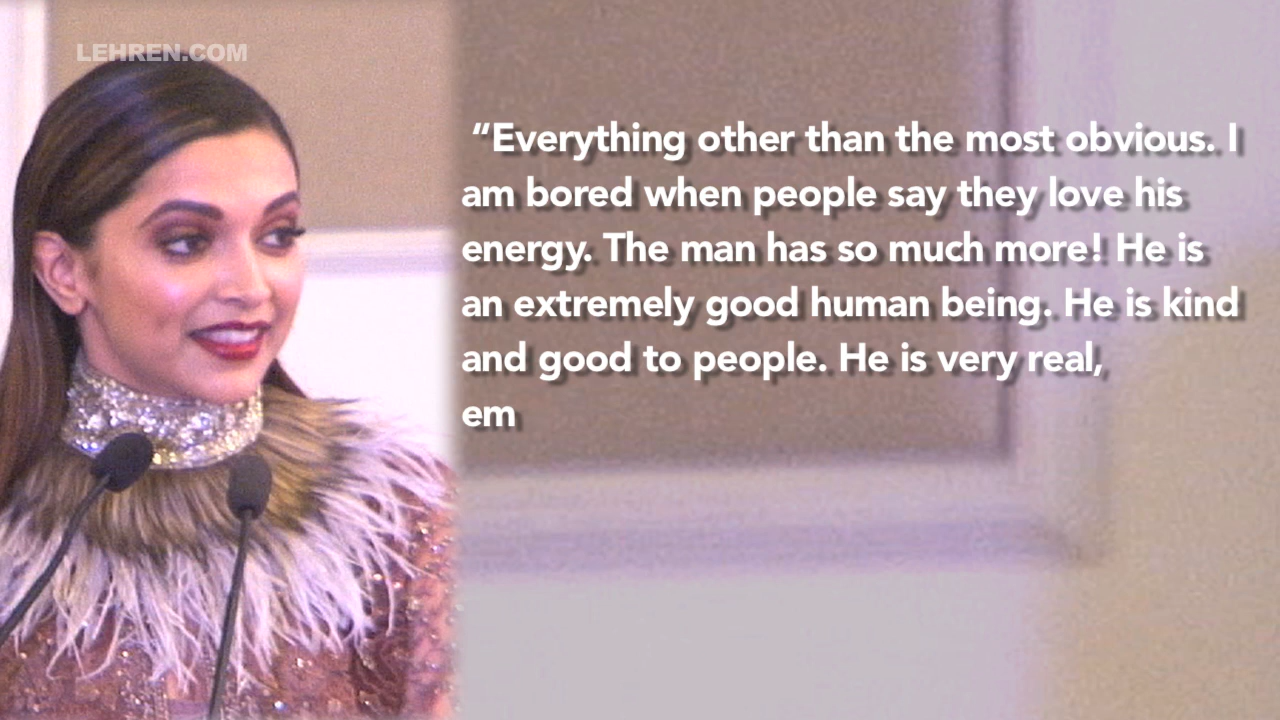 LEHREN.COM
“Everything other than the most obvious. I
am bored when people say they love his
energy. The man has so much more! He is
an extremely good human being. He is kind
and good to people. He is very real,
em